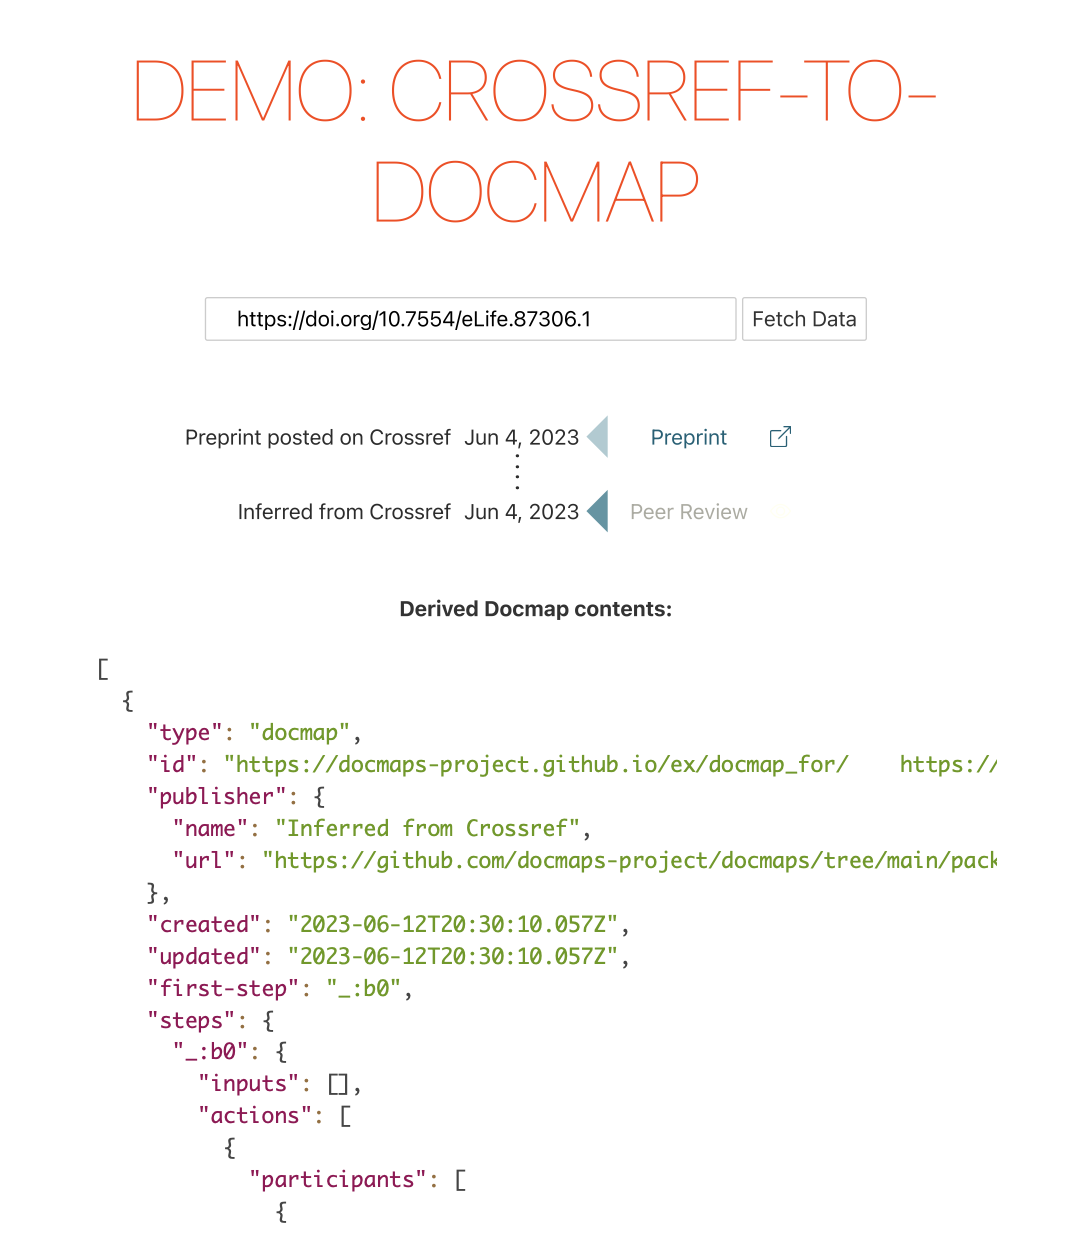 DEMO: CROSSREF-TO-
DOCMAP
https://doi.org/10.7554/eLife.87306.1 Fetch Data
Preprint posted on Crossref Jun 4, 2023 Preprint
Inferred from Crossref Jun 4, 2023 Peer Review
Derived Docmap contents:
[
  {
    "type": "docmap",
    "id": "https://docmaps-project.github.io/ex/docmap_for/    https:/
    "publisher": {
      "name": "Inferred from Crossref",
      "url": "https://github.com/docmaps-project/docmaps/tree/main/pack
    },
    "created": "2023-06-12T20:30:10.057Z",
    "updated": "2023-06-12T20:30:10.057Z",
    "first-step": "_:b0",
    "steps": {
      "_:b0": {
        "inputs": [],
        "actions": [
          {
            "participants": [
              {